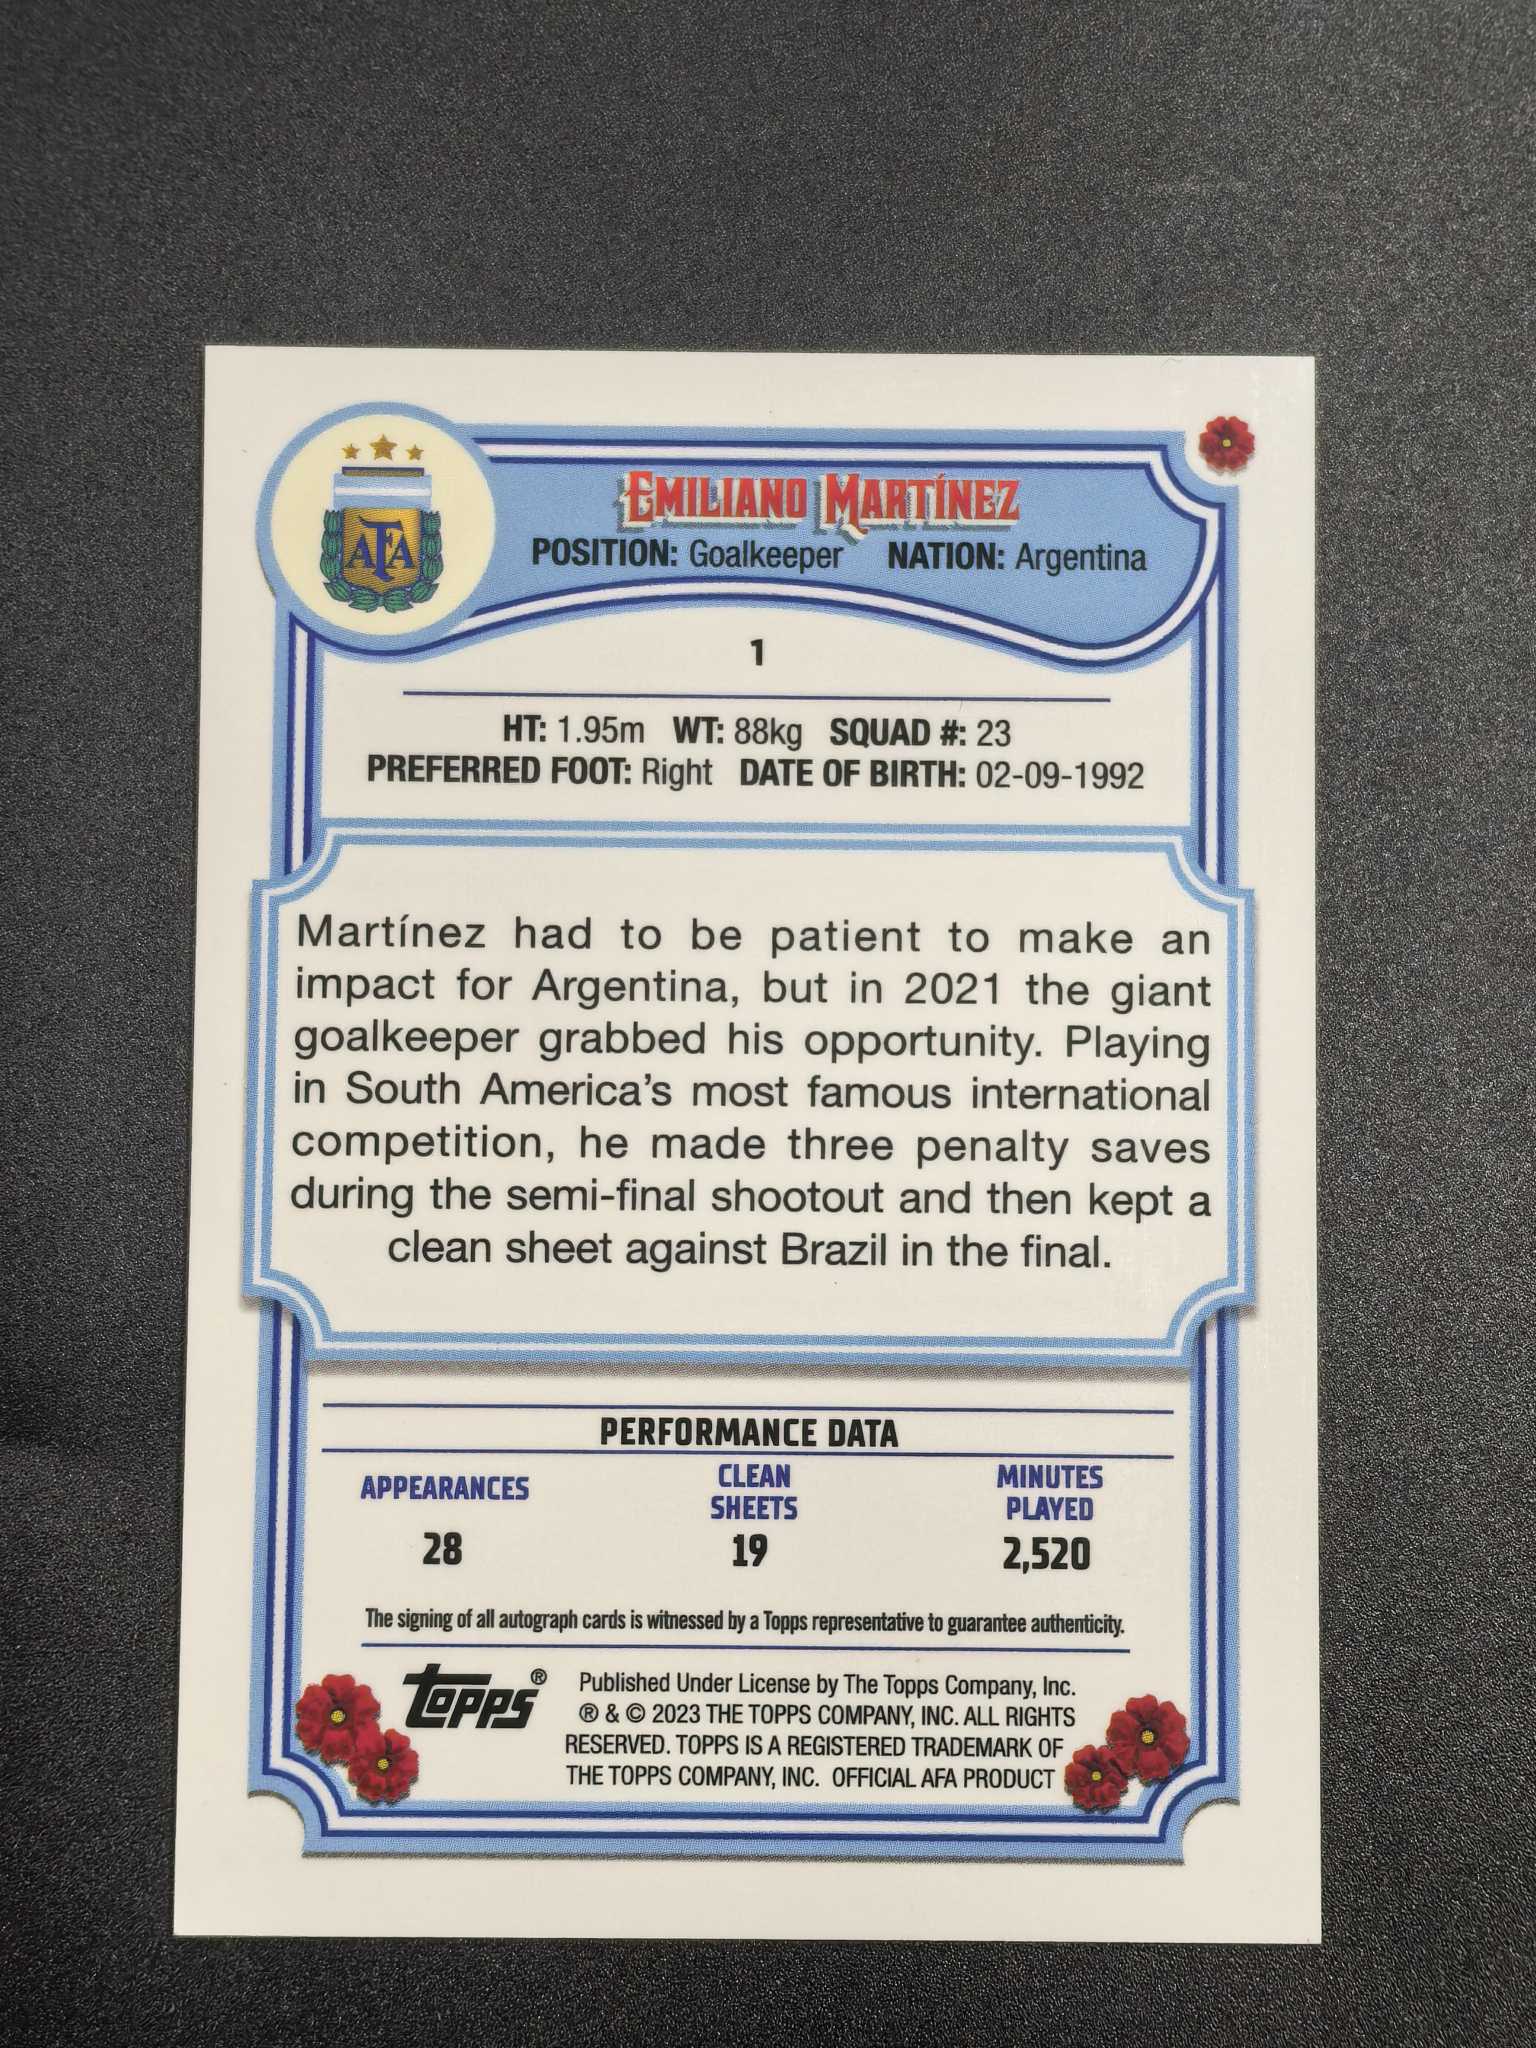 AFA
EMILIANO MARTÍNEZ
POSITION: Goalkeeper NATION: Argentina
1
HT: 1.95m WT: 88kg SQUAD #: 23
PREFERRED FOOT: Right DATE OF BIRTH: 02-09-1992
Martínez had to be patient to make an
impact for Argentina, but in 2021 the giant
goalkeeper grabbed his opportunity. Playing
in South America's most famous international
competition, he made three penalty saves
during the semi-final shootout and then kept a
clean sheet against Brazil in the final.
PERFORMANCE DATA
APPEARANCES
28
CLEAN
SHEETS
19
MINUTES
PLAYED
2,520
The signing of all autograph cards is witnessed by a Topps representative to guarantee authenticity.
topps®
Published Under License by The Topps Company, Inc.
® & © 2023 THE TOPPS COMPANY, INC. ALL RIGHTS
RESERVED. TOPPS IS A REGISTERED TRADEMARK OF
THE TOPPS COMPANY, INC. OFFICIAL AFA PRODUCT